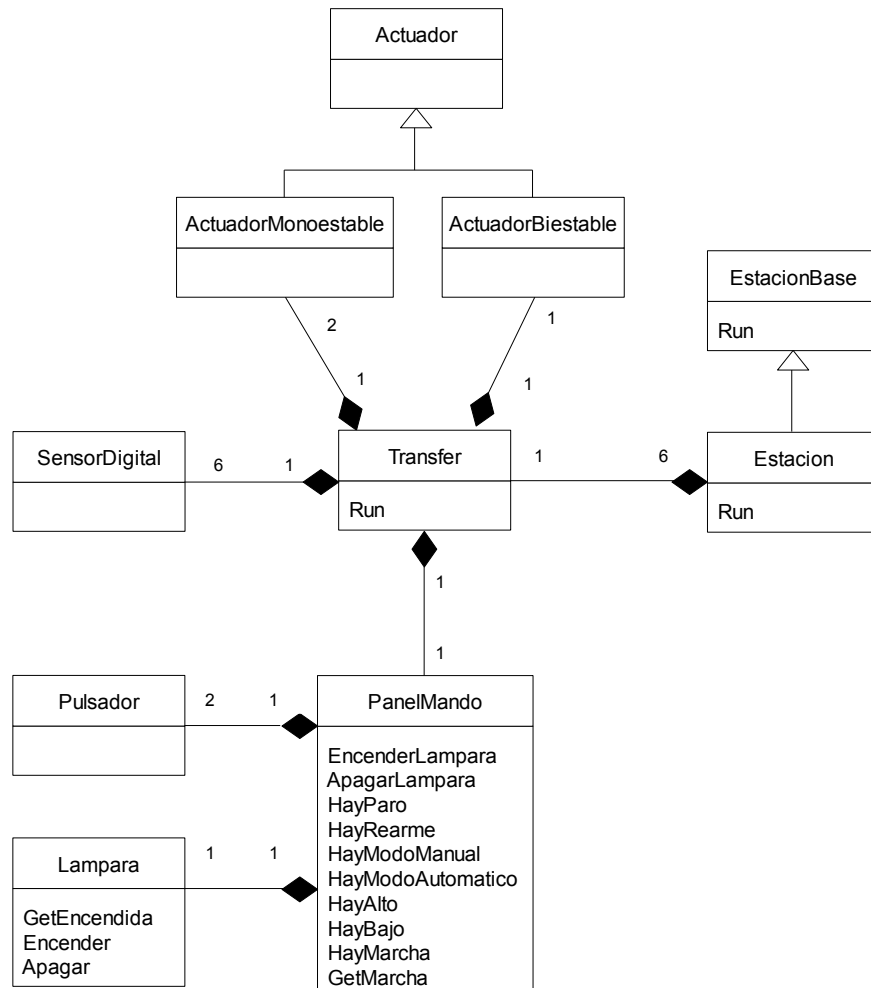 Actuador
ActuadorMonoestable
ActuadorBiestable
EstacionBase
Run
2
1
1
1
SensorDigital
6
1
Transfer
Run
1
6
Estacion
Run
1
1
Pulsador
2
1
PanelMando
EncenderLampara
ApagarLampara
HayParo
HayRearme
HayModoManual
HayModoAutomatico
HayAlto
HayBajo
HayMarcha
GetMarcha
Lampara
1
1
GetEncendida
Encender
Apagar